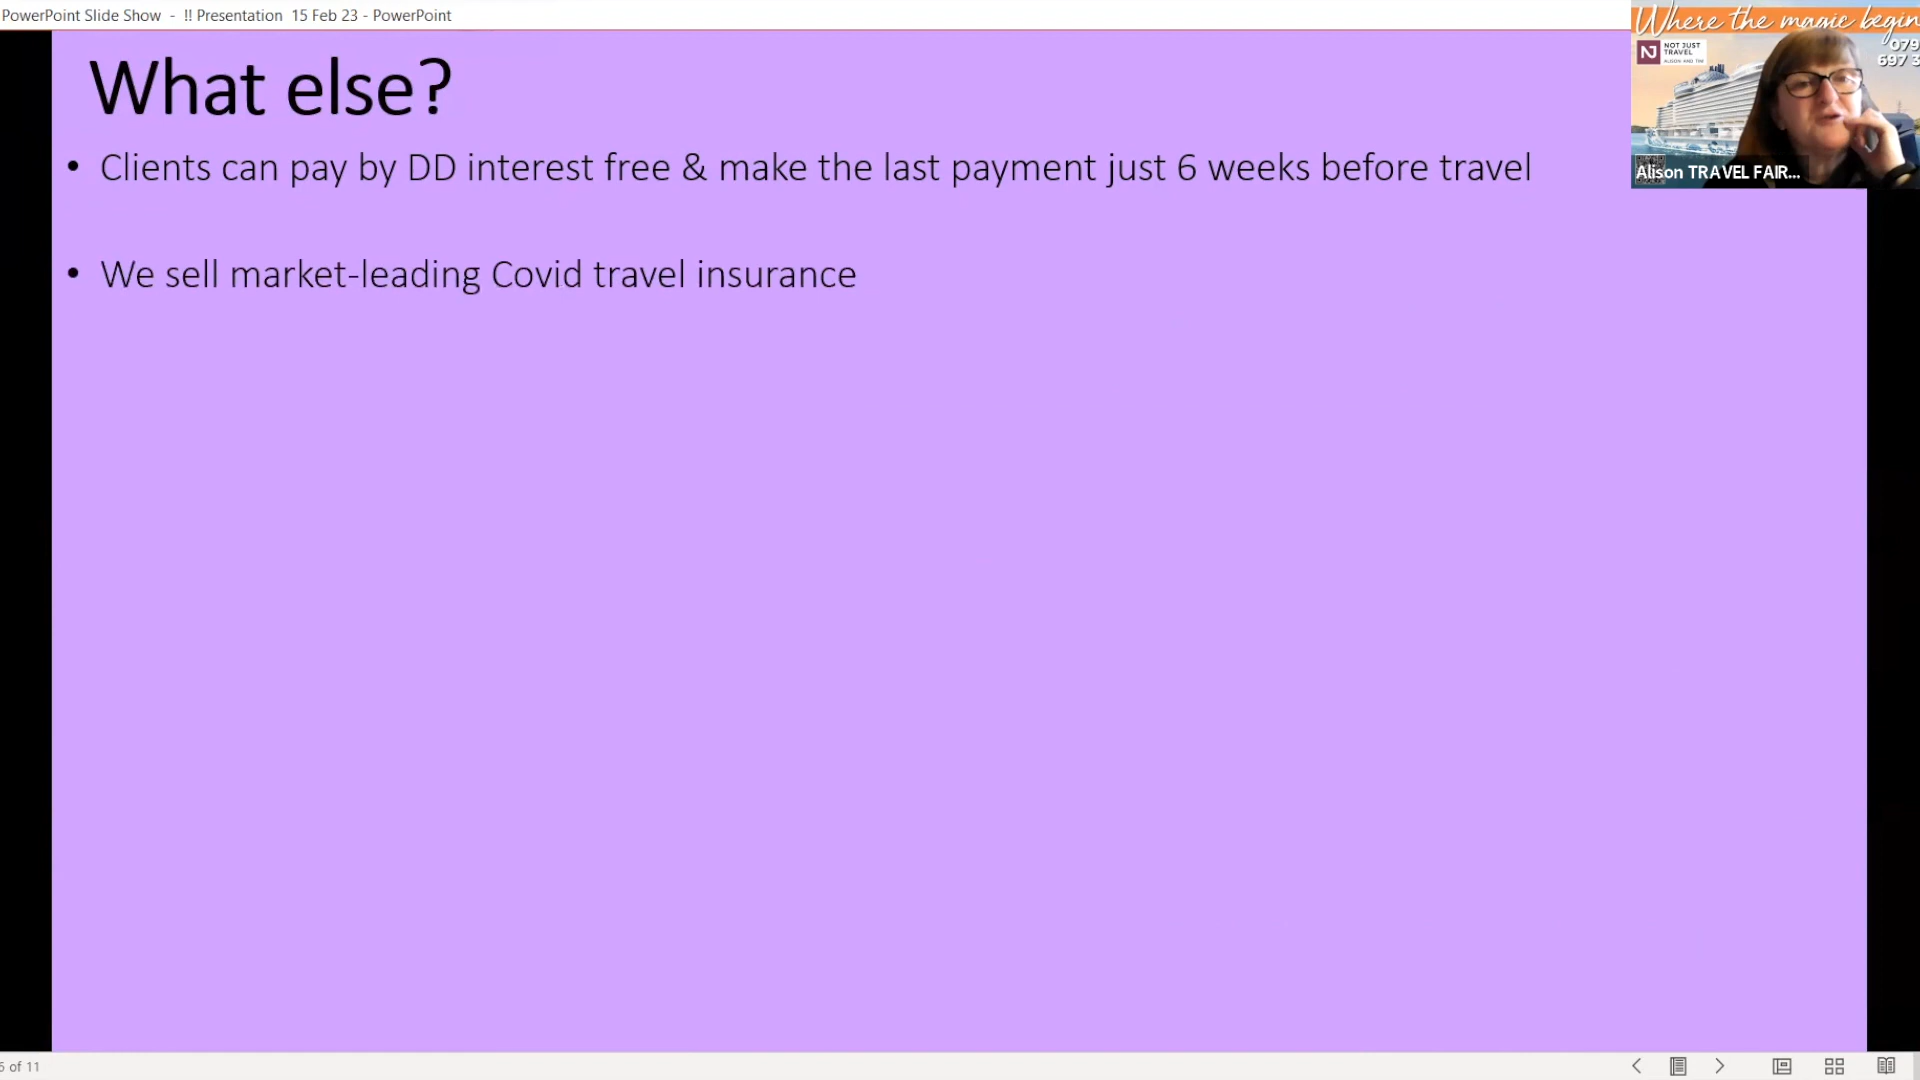 PowerPoint Slide Show - !! Presentation 15 Feb 23 - PowerPoint
What else?
• Clients can pay by DD interest free & make the last payment just 6 weeks before travel
• We sell market-leading Covid travel insurance
Where the magic begin
NJ NOT JUST
TRAVEL
ALISON AND TIM
079
697 3
Alison TRAVEL FAIR...
of 11